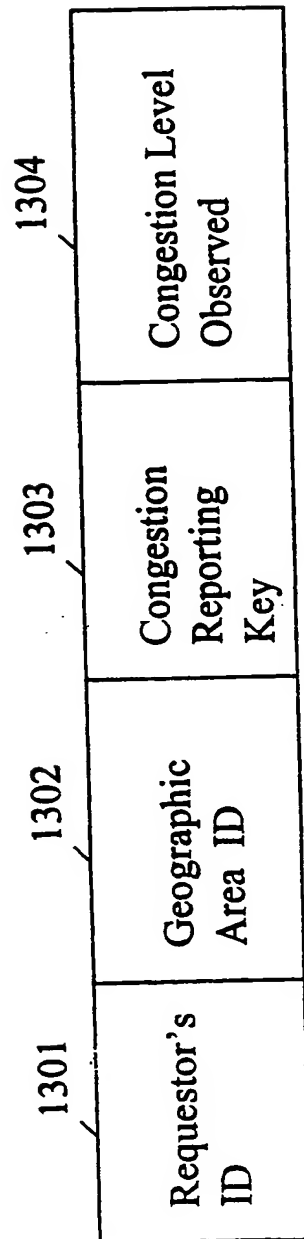 1301
1302
1303
1304
Requestor's
ID
Geographic
Area ID
Congestion
Reporting
Key
Congestion Level
Observed